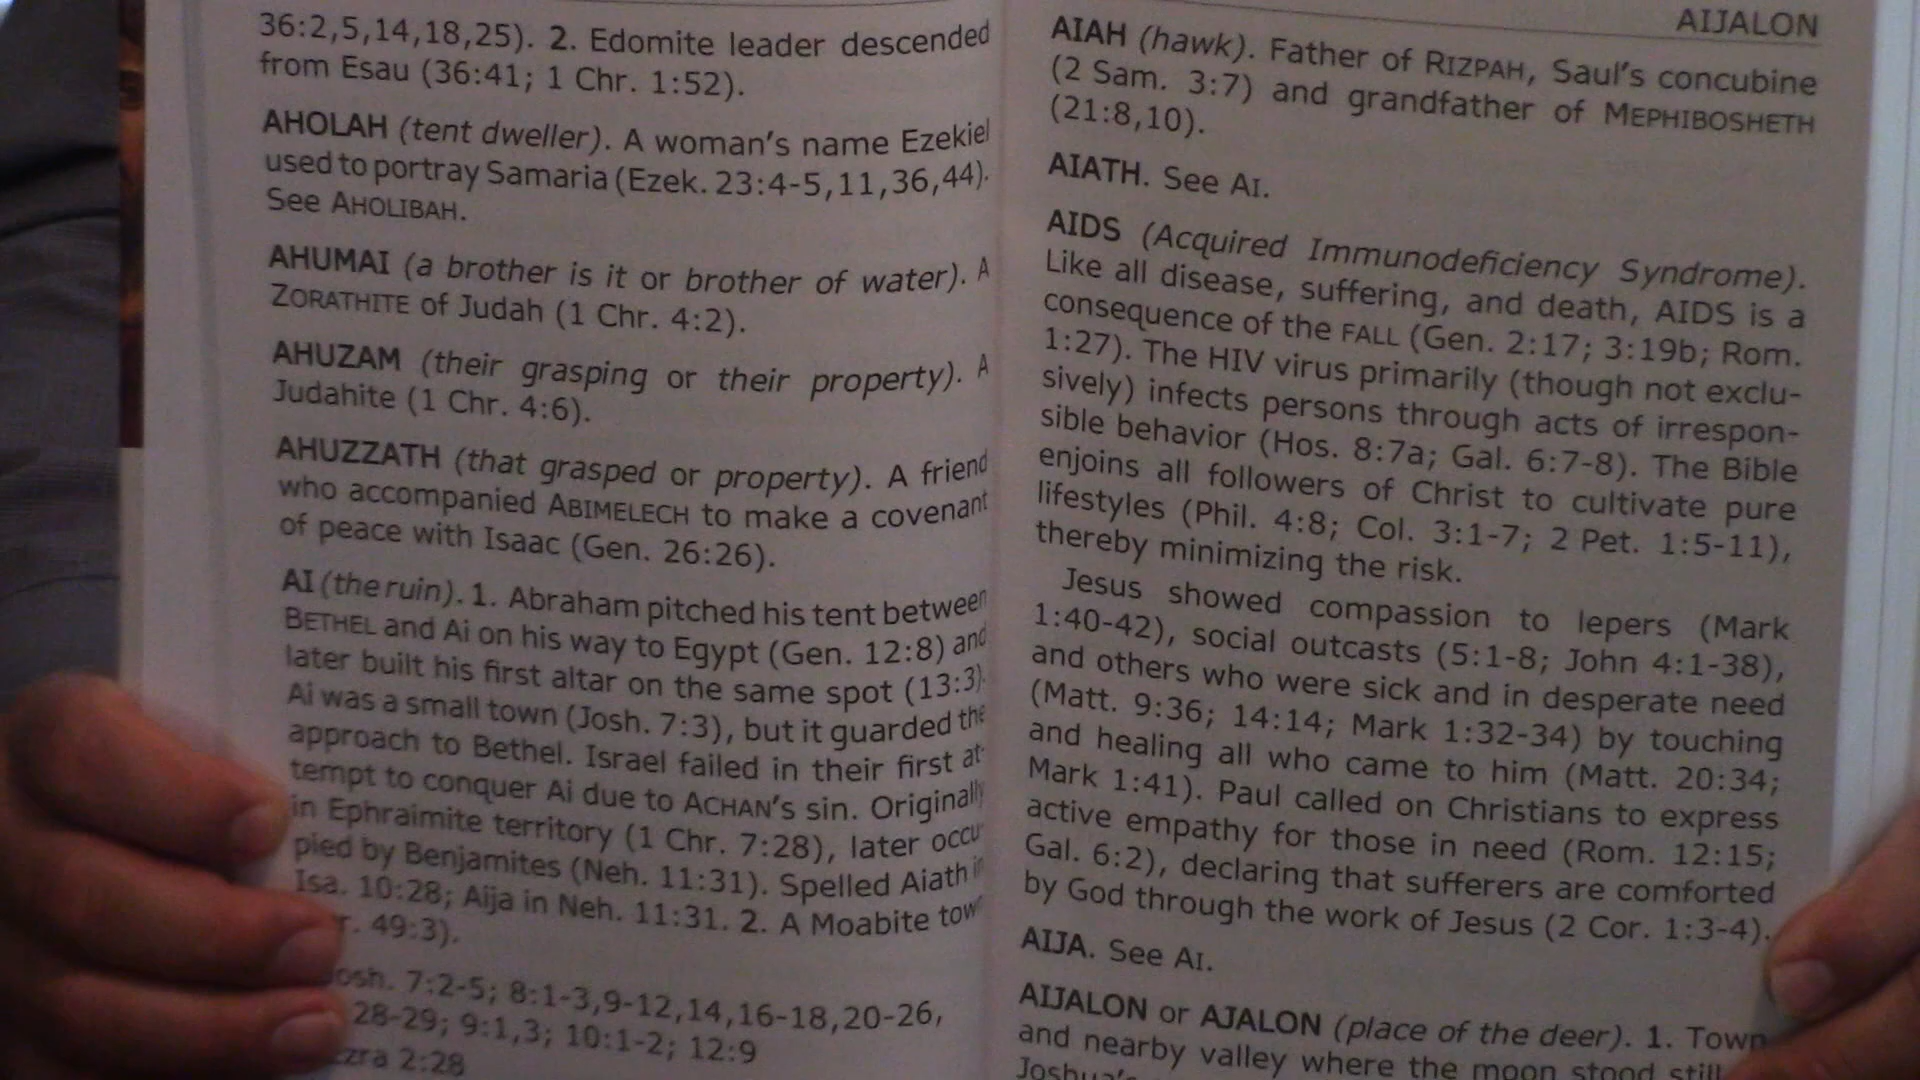 36:2,5,14,18,25). 2. Edomite leader descended
from Esau (36:41; 1 Chr. 1:52).
AHOLAH (tent dweller). A woman's name Ezekiel
used to portray Samaria (Ezek. 23:4-5,11,36,44).
See AHOLIBAH.
AHUMAI (a brother is it or brother of water). A
ZORATHITE of Judah (1 Chr. 4:2).
AHUZAM (their grasping or their property). A
Judahite (1 Chr. 4:6).
AHUZZATH (that grasped or property). A friend
who accompanied ABIMELECH to make a covenant
of peace with Isaac (Gen. 26:26).
AI (the ruin). 1. Abraham pitched his tent between
BETHEL and Ai on his way to Egypt (Gen. 12:8) and
later built his first altar on the same spot (13:3).
Ai was a small town (Josh. 7:3), but it guarded the
approach to Bethel. Israel failed in their first at-
tempt to conquer Ai due to ACHAN'S sin. Originally
in Ephraimite territory (1 Chr. 7:28), later occu-
pied by Benjamites (Neh. 11:31). Spelled Aiath in
Isa. 10:28; Aija in Neh. 11:31. 2. A Moabite town
r. 49:3).
osh. 7:2-5; 8:1-3,9-12,14,16-18,20-26,
28-29; 9:1,3; 10:1-2; 12:9
Ezra 2:28
AIJALON
AIAH (hawk). Father of RIZPAH, Saul's concubine
(2 Sam. 3:7) and grandfather of MEPHIBOSHETH
(21:8,10).
AIATH. See AI.
AIDS (Acquired Immunodeficiency Syndrome).
Like all disease, suffering, and death, AIDS is a
consequence of the FALL (Gen. 2:17; 3:19b; Rom.
1:27). The HIV virus primarily (though not exclu-
sively) infects persons through acts of irrespon-
sible behavior (Hos. 8:7a; Gal. 6:7-8). The Bible
enjoins all followers of Christ to cultivate pure
lifestyles (Phil. 4:8; Col. 3:1-7; 2 Pet. 1:5-11),
thereby minimizing the risk.
Jesus showed compassion to lepers (Mark
1:40-42), social outcasts (5:1-8; John 4:1-38),
and others who were sick and in desperate need
(Matt. 9:36; 14:14; Mark 1:32-34) by touching
and healing all who came to him (Matt. 20:34;
Mark 1:41). Paul called on Christians to express
active empathy for those in need (Rom. 12:15;
Gal. 6:2), declaring that sufferers are comforted
by God through the work of Jesus (2 Cor. 1:3-4).
AIJA. See AI.
AIJALON or AJALON (place of the deer). 1. Town
and nearby valley where the moon stood still
Joshua's